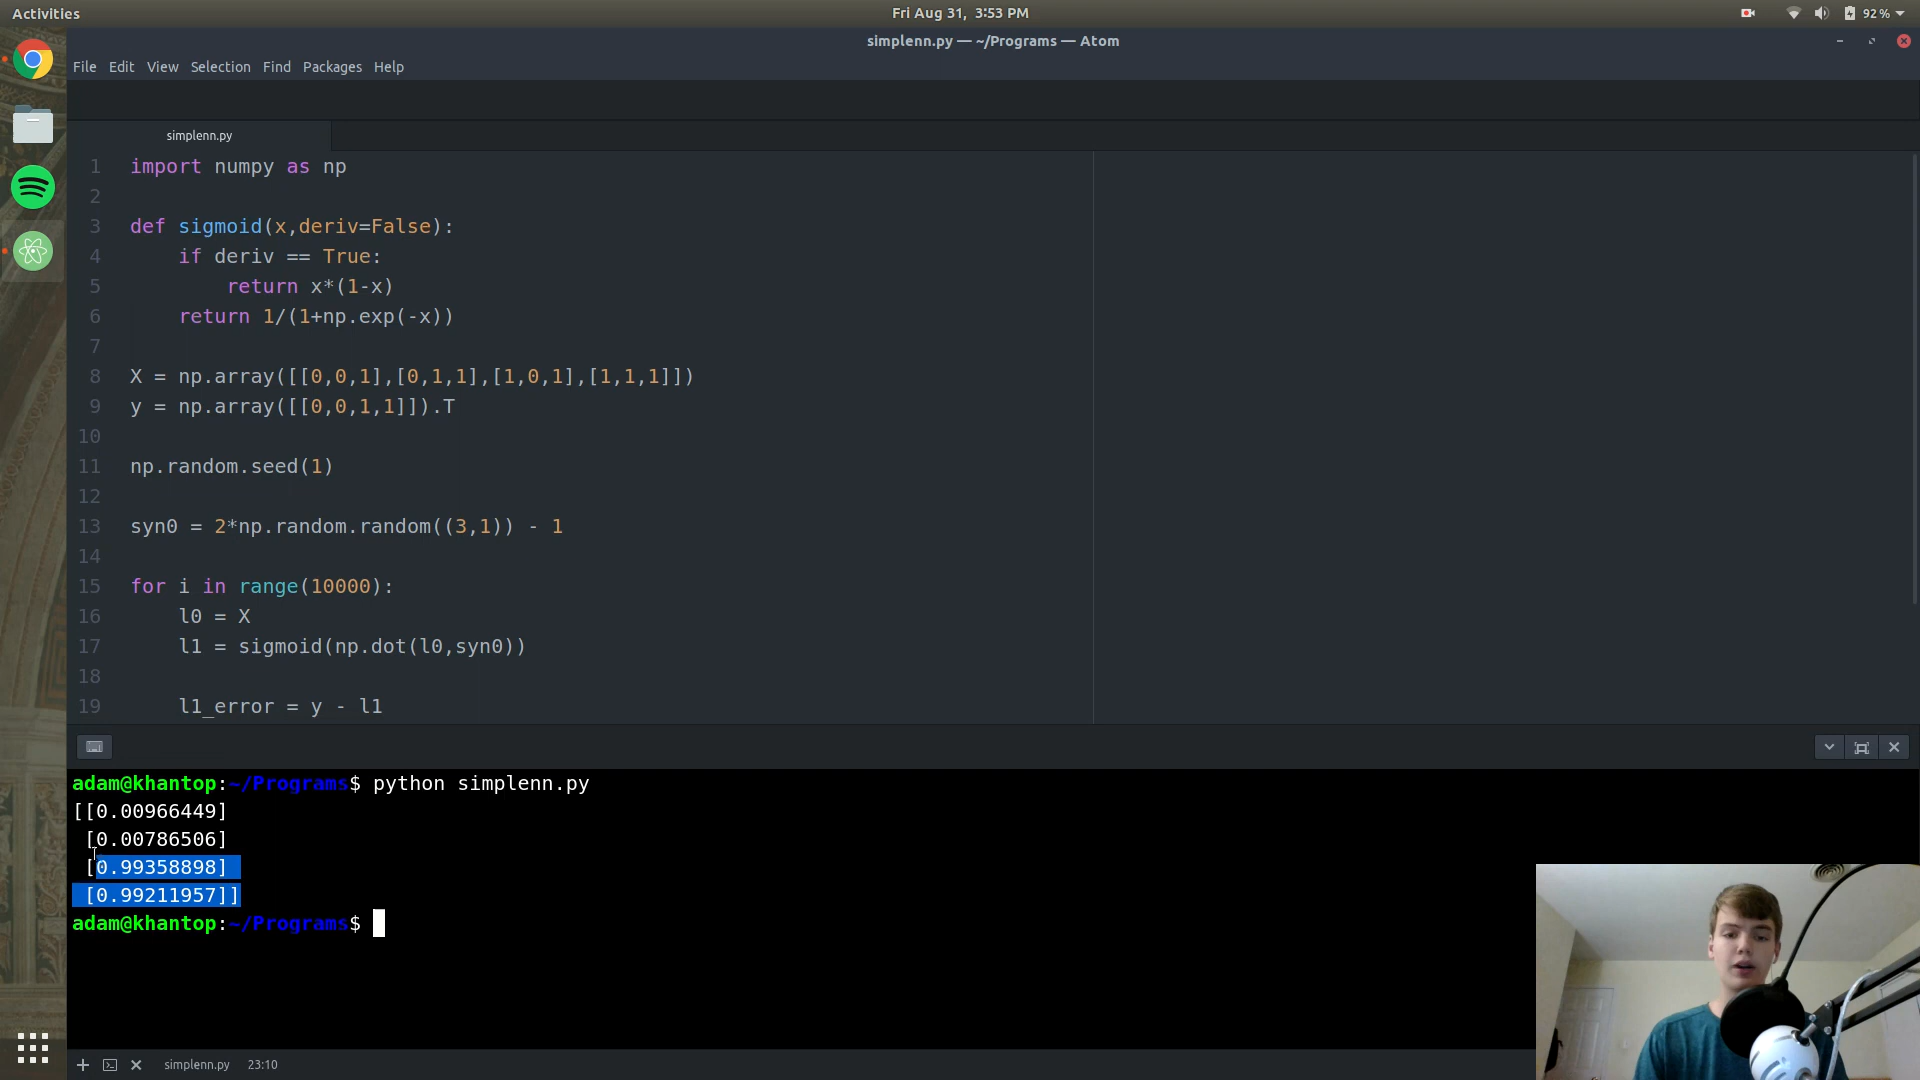 Activities
Fri Aug 31, 3:53 PM
92 %
simplenn.py — ~/Programs — Atom
File Edit View Selection Find Packages Help
simplenn.py
1 import numpy as np
2
3 def sigmoid(x,deriv=False):
4 if deriv == True:
5 return x*(1-x)
6 return 1/(1+np.exp(-x))
7
8 X = np.array([[0,0,1],[0,1,1],[1,0,1],[1,1,1]])
9 y = np.array([[0,0,1,1]]).T
10
11 np.random.seed(1)
12
13 syn0 = 2*np.random.random((3,1)) - 1
14
15 for i in range(10000):
16 l0 = X
17 l1 = sigmoid(np.dot(l0,syn0))
18
19 l1_error = y - l1
adam@khantop:~/Programs$ python simplenn.py
[[0.00966449]
[0.00786506]
[0.99358898]
[0.99211957]]
adam@khantop:~/Programs$
simplenn.py 23:10